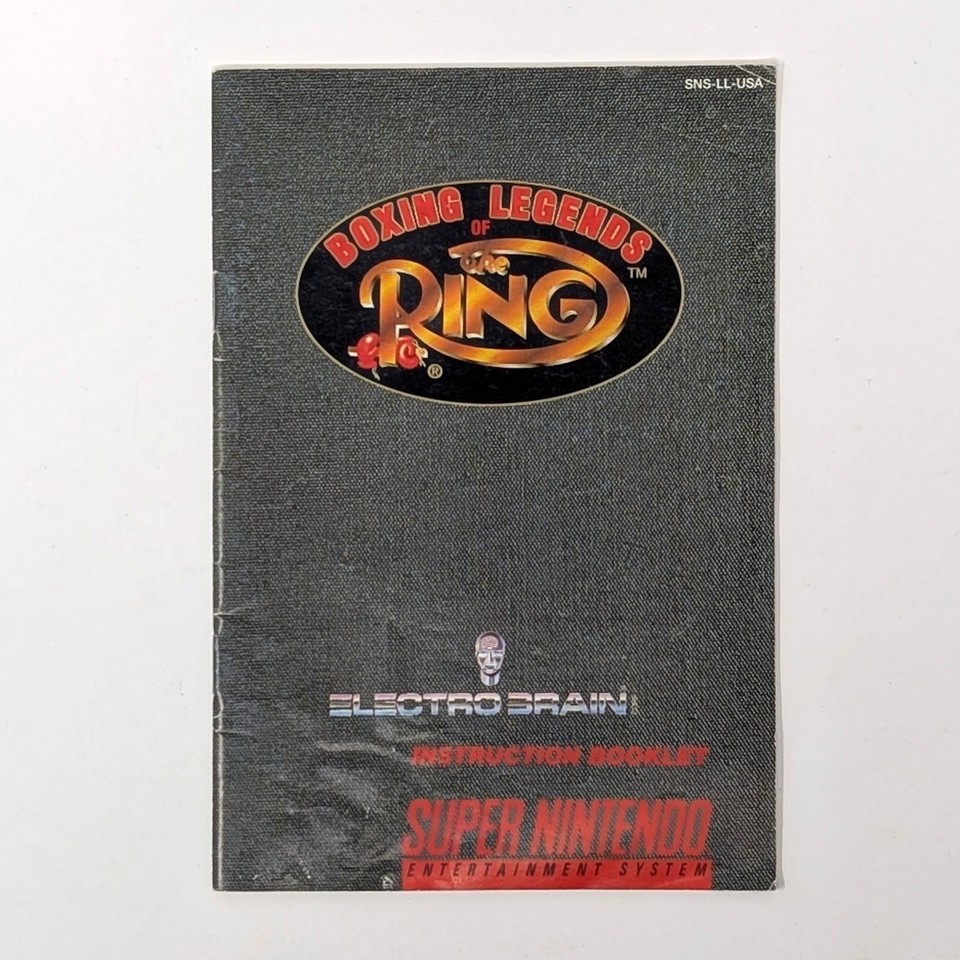 SNS-LL-USA
BOXING LEGENDS
OF
The
RING
TM
®
ELECTRO BRAIN
INSTRUCTION BOOKLET
SUPER NINTENDO
ENTERTAINMENT SYSTEM